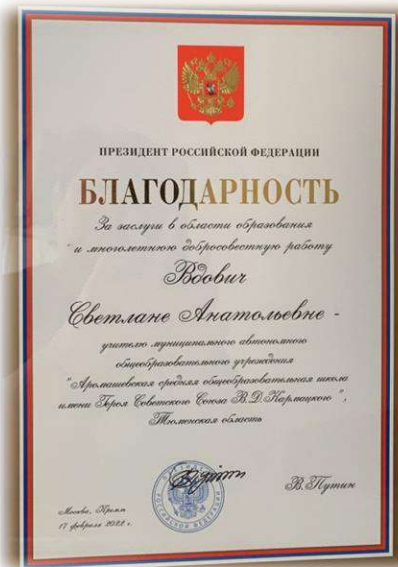 ПРЕЗИДЕНТ РОССИЙСКОЙ ФЕДЕРАЦИИ
БЛАГОДАРНОСТЬ
За заслуги в области образования
и многолетнюю добросовестную работу
Вдович
Светлане Анатольевне -
учителю муниципального автономного
общеобразовательного учреждения
"Аромашевская средняя общеобразовательная школа
имени Героя Советского Союза В.Д.Кармацкого",
Тюменская область
В.Путин
Москва, Кремль
17 февраля 2022 г.